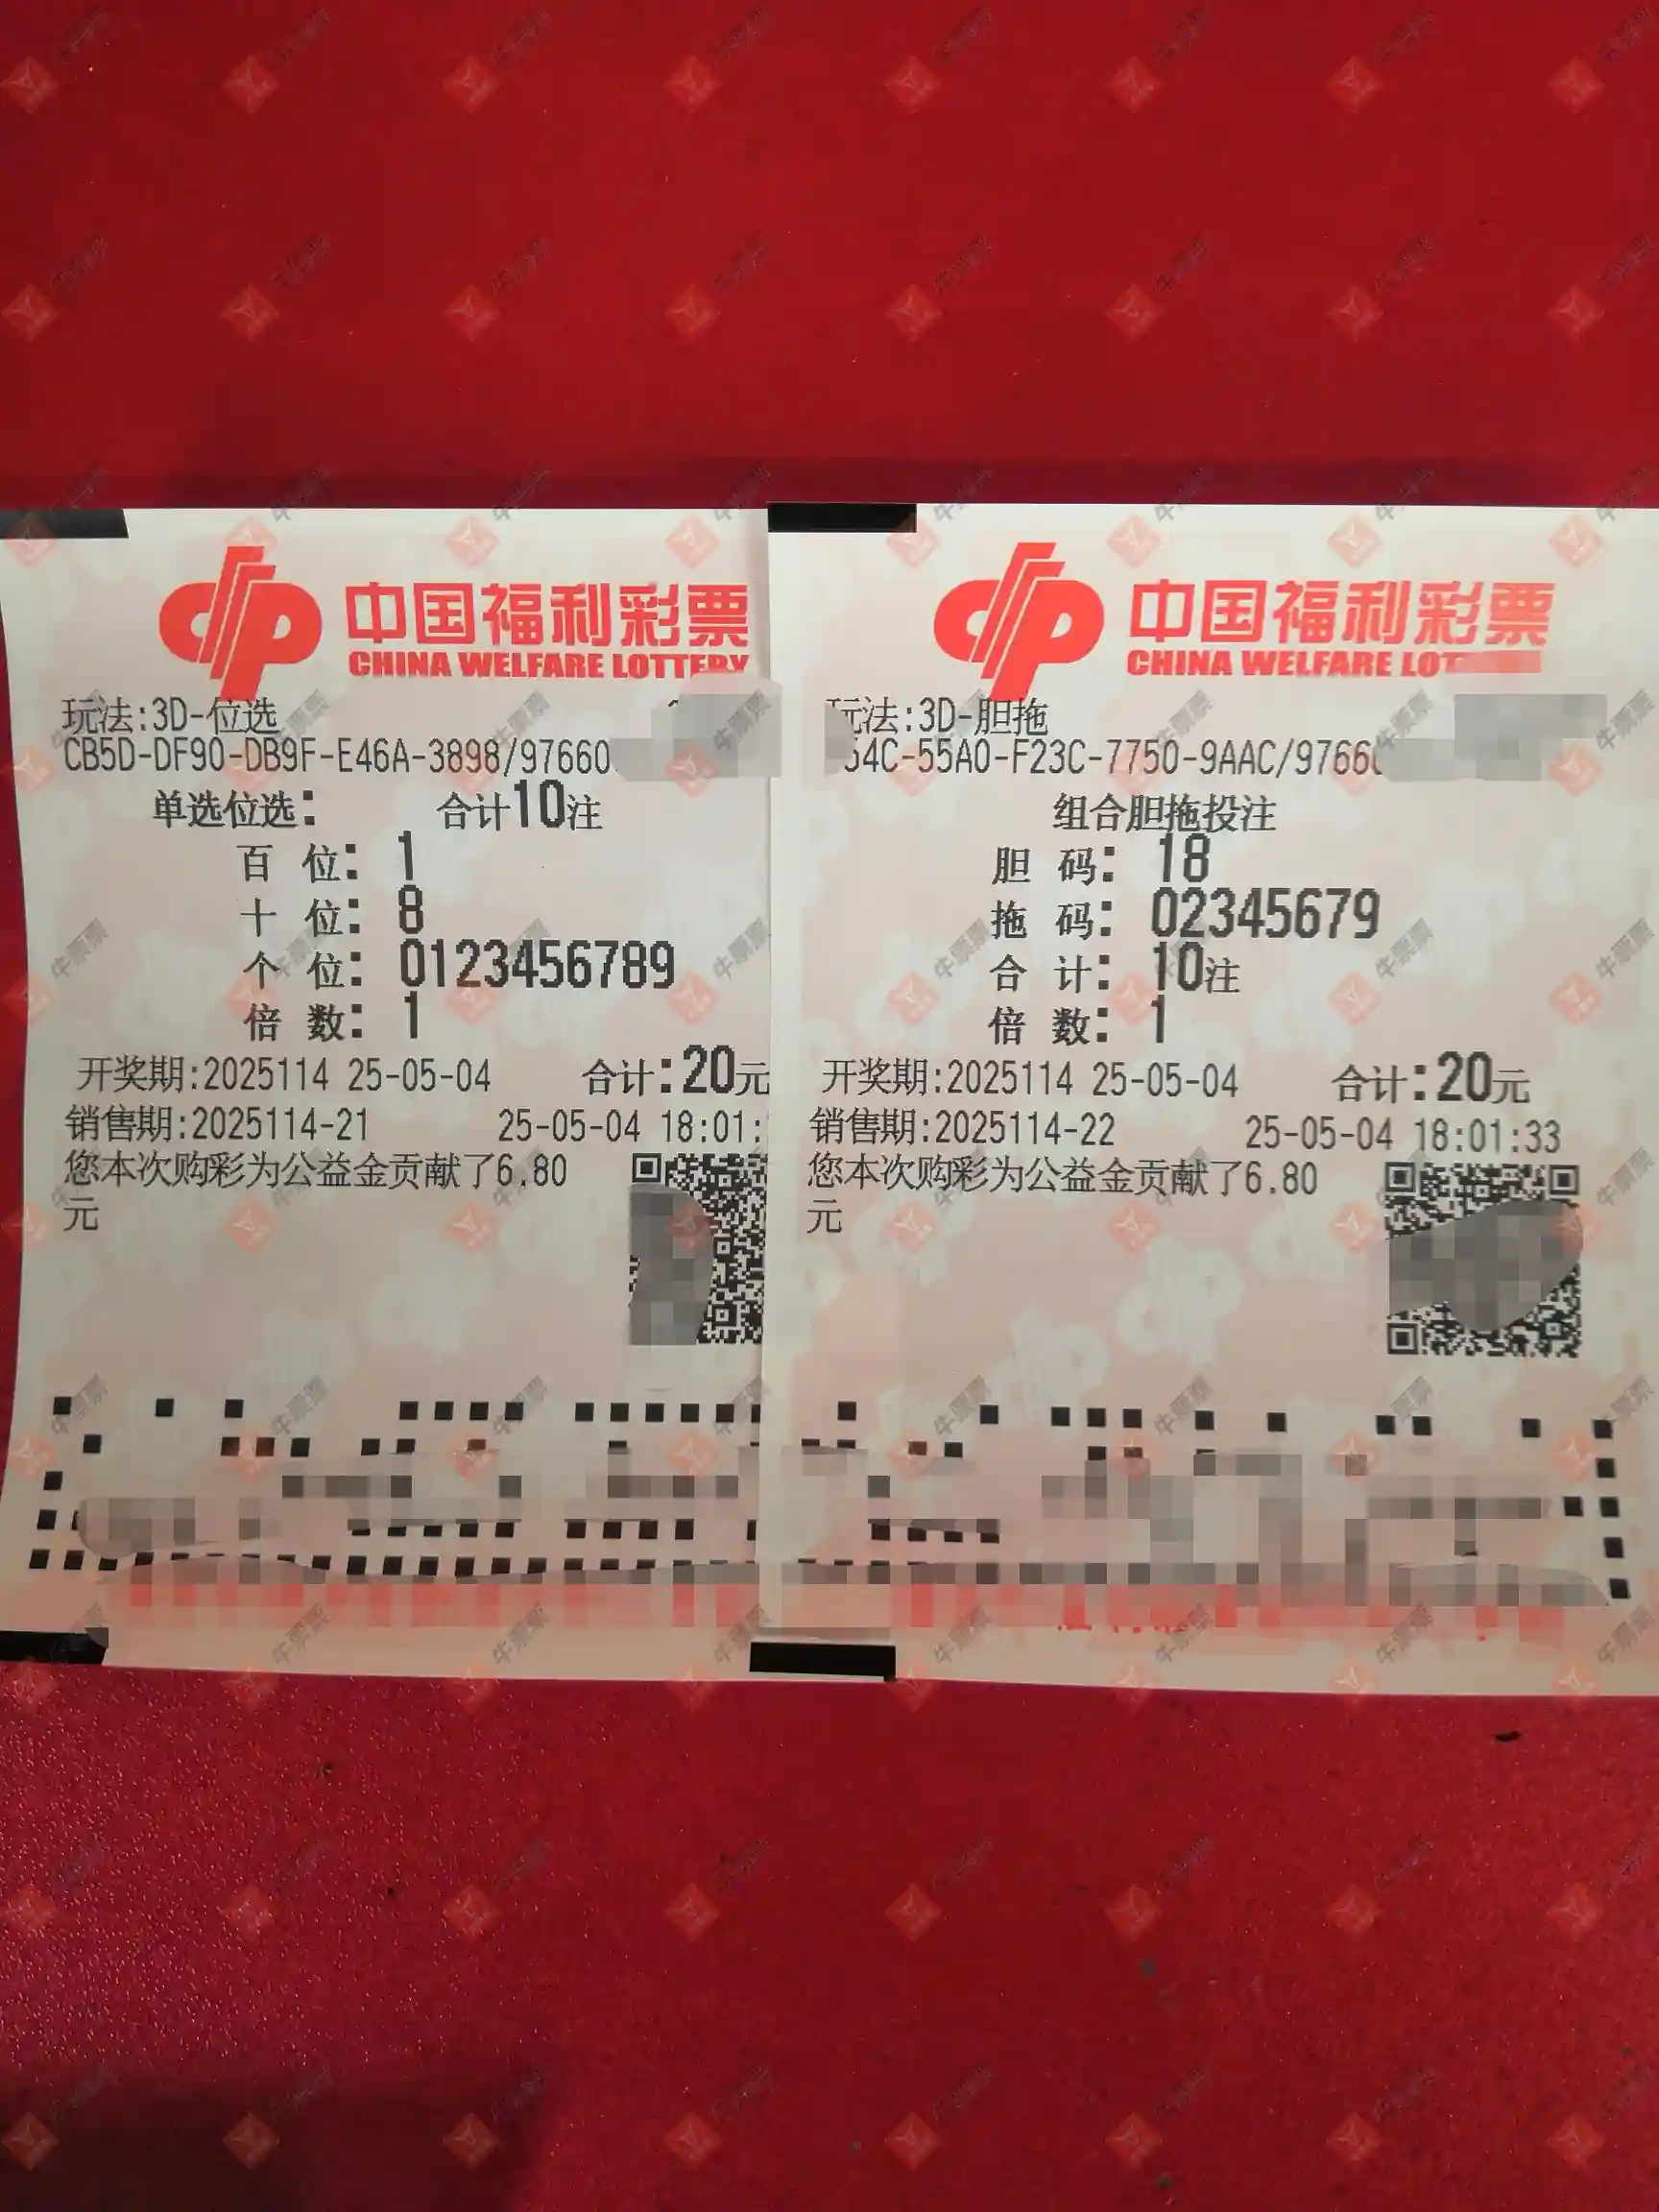 中国福利彩票
CHINA WELFARE LOTTERY
玩法:3D-位选
CB5D-DF90-DB9F-E46A-3898/97660
单选位选: 合计10注
百 位: 1
十 位: 8
个 位: 0123456789
倍 数: 1
开奖期:2025114 25-05-04 合计:20元
销售期:2025114-21 25-05-04 18:01:
您本次购彩为公益金贡献了6.80
元
中国福利彩票
CHINA WELFARE LOT
玩法:3D-胆拖
54C-55A0-F23C-7750-9AAC/9766
组合胆拖投注
胆 码: 18
拖 码: 02345679
合 计: 10注
倍 数: 1
开奖期:2025114 25-05-04 合计:20元
销售期:2025114-22 25-05-04 18:01:33
您本次购彩为公益金贡献了6.80
元
牛票票